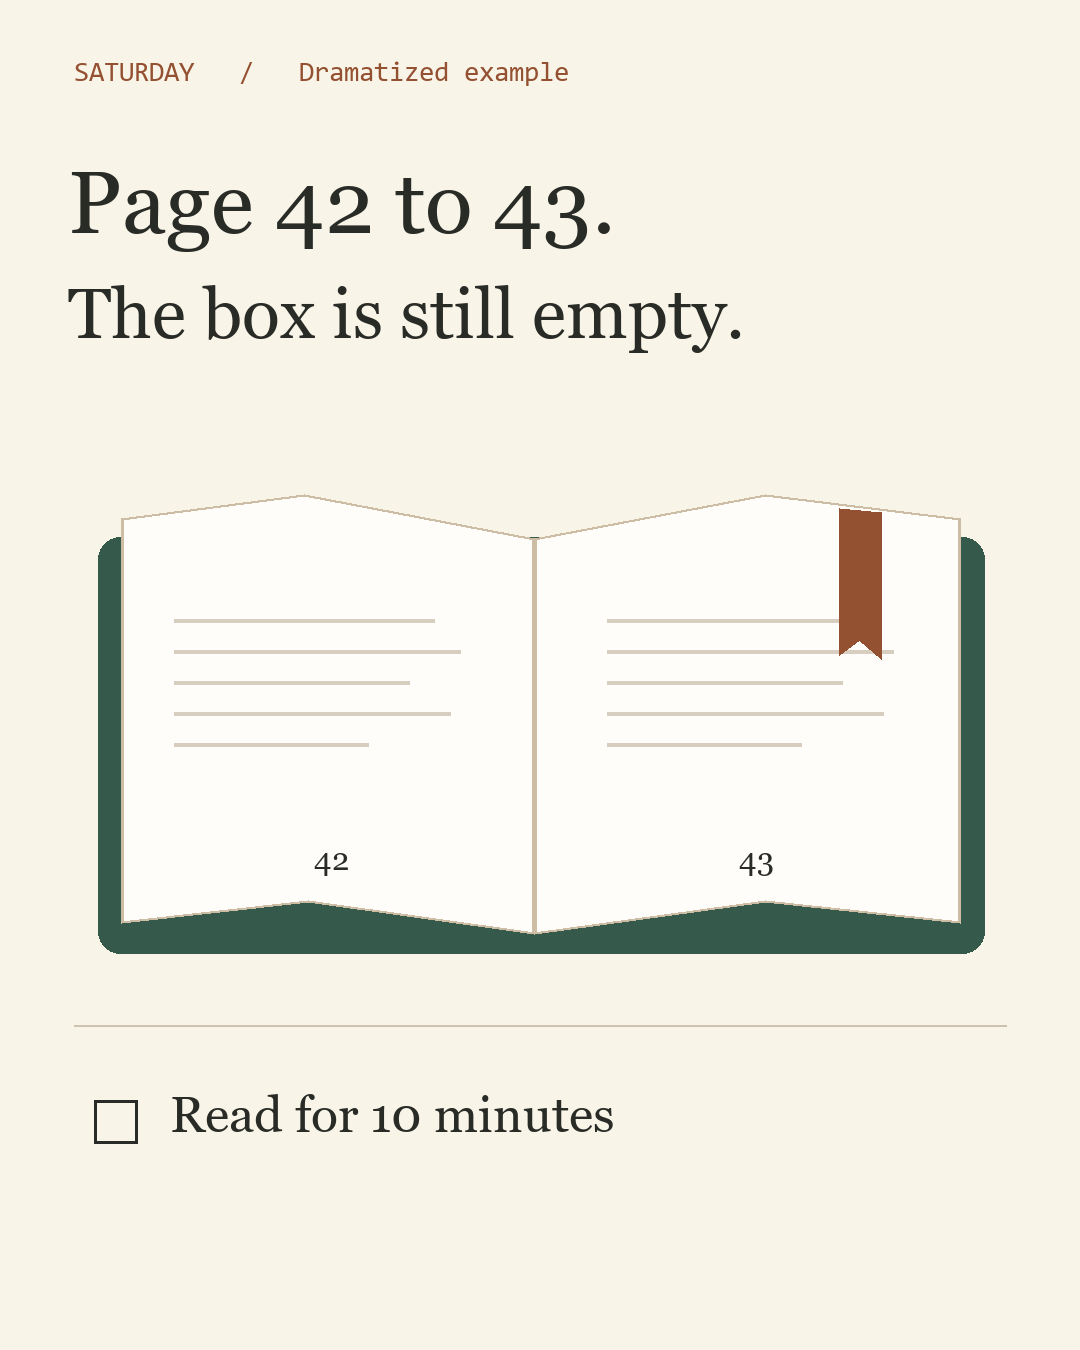 SATURDAY / Dramatized example
Page 42 to 43.
The box is still empty.
42
43
Read for 10 minutes